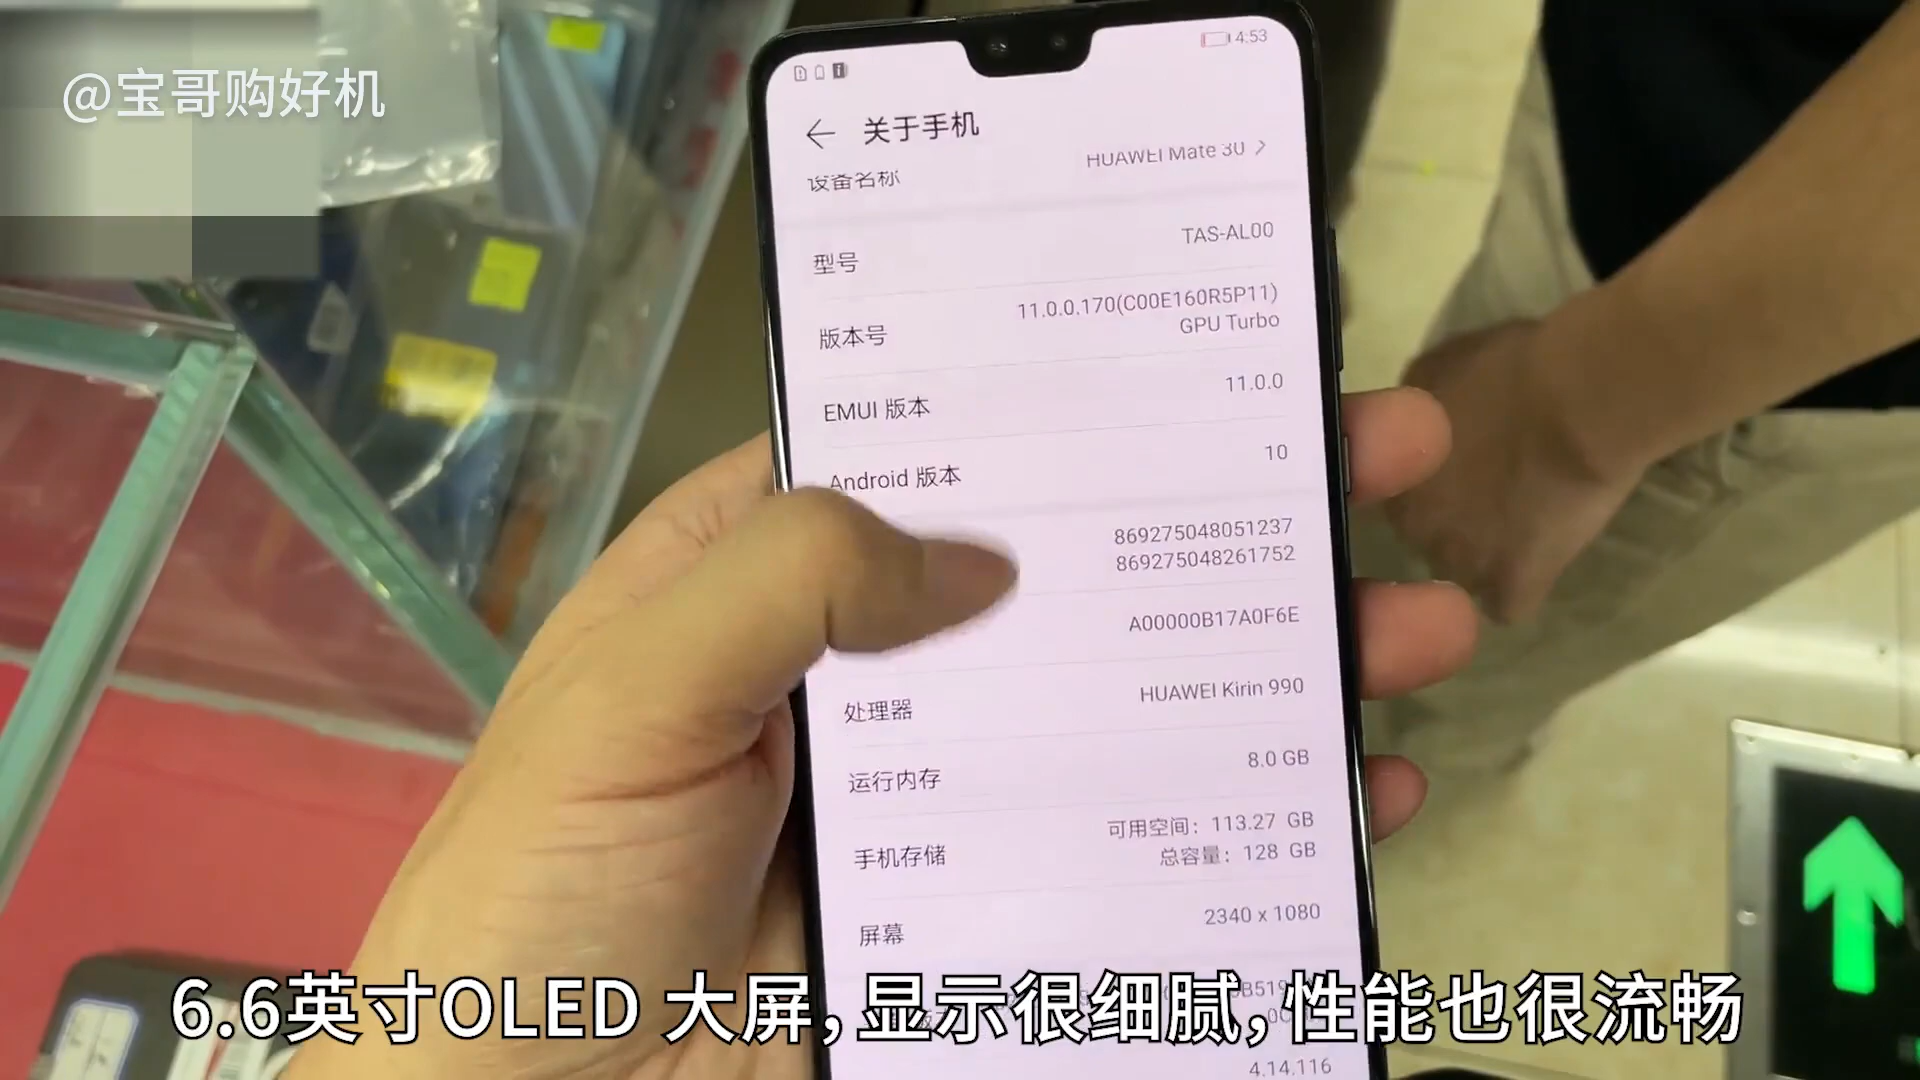 @宝哥购好机
4:53
关于手机
设备名称
HUAWEI Mate 30
型号
TAS-AL00
版本号
11.0.0.170(C00E160R5P11)
GPU Turbo
EMUI 版本
11.0.0
Android 版本
10
869275048051237
869275048261752
A00000B17A0F6E
处理器
HUAWEI Kirin 990
运行内存
8.0 GB
手机存储
可用空间: 113.27 GB
总容量: 128 GB
屏幕
2340 x 1080
6.6英寸OLED 大屏,显示很细腻,性能也很流畅
4.14.116